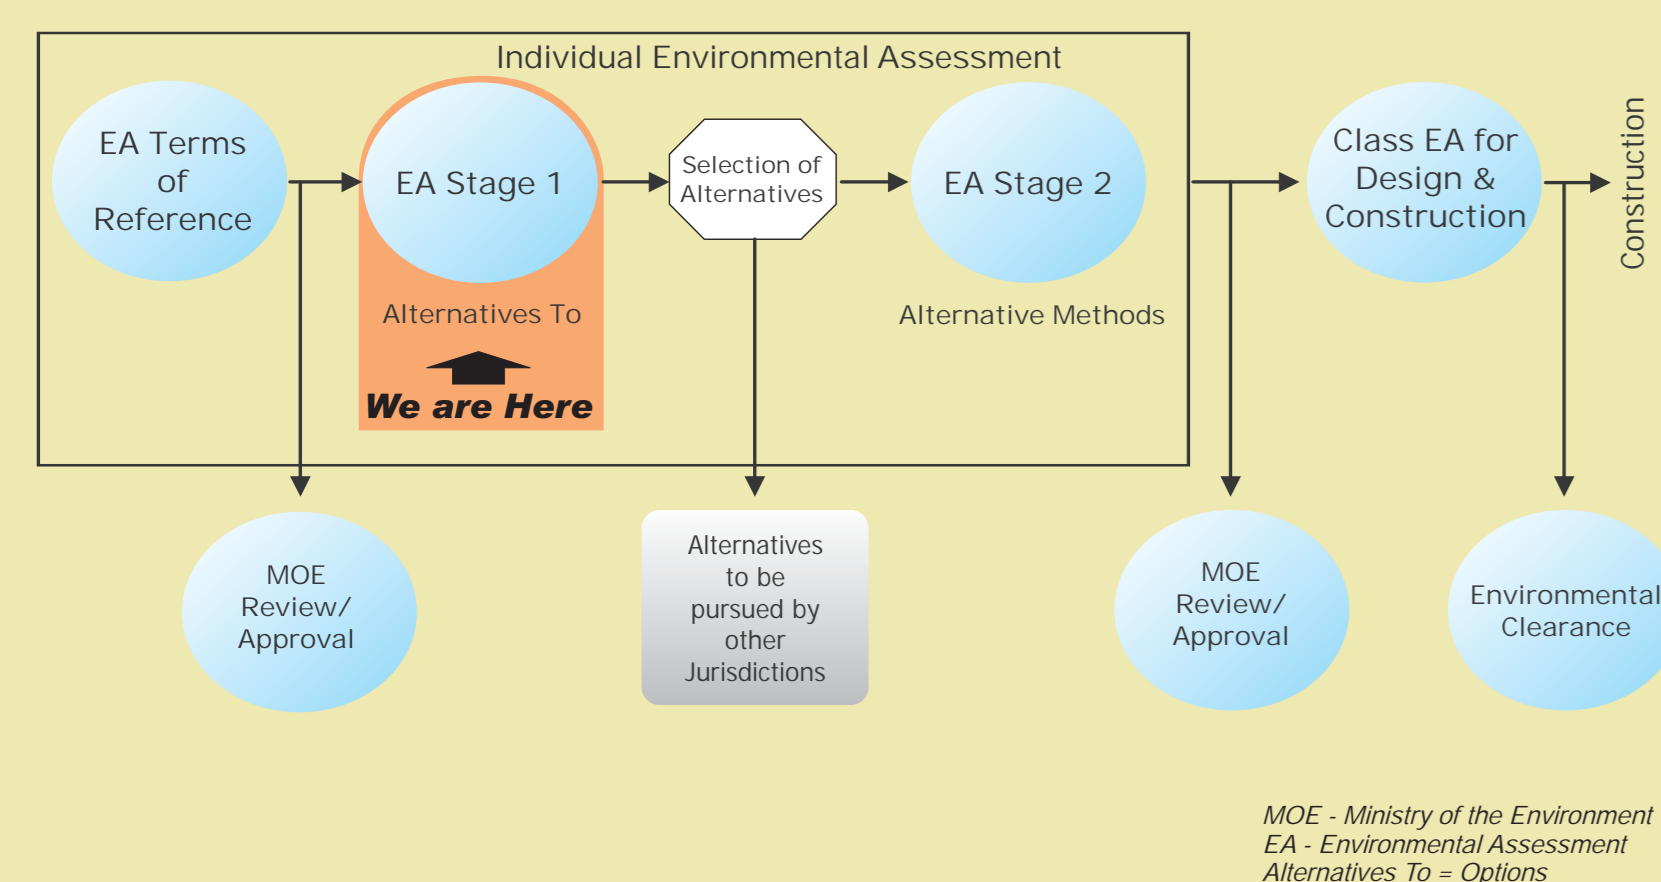 Individual Environmental Assessment
EA Terms
of
Reference
EA Stage 1
Alternatives To
We are Here
Selection of
Alternatives
EA Stage 2
Alternative Methods
Class EA for
Design &
Construction
Construction
MOE
Review/
Approval
Alternatives
to be
pursued by
other
Jurisdictions
MOE
Review/
Approval
Environmental
Clearance
MOE - Ministry of the Environment
EA - Environmental Assessment
Alternatives To = Options